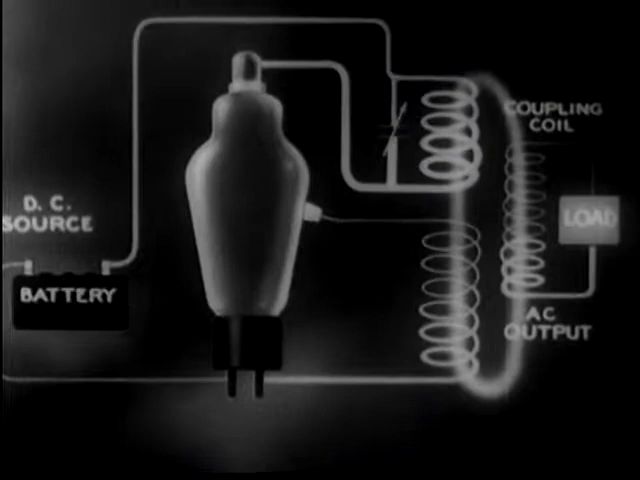 COUPLING
COIL
D.C.
SOURCE
LOAD
BATTERY
AC
OUTPUT